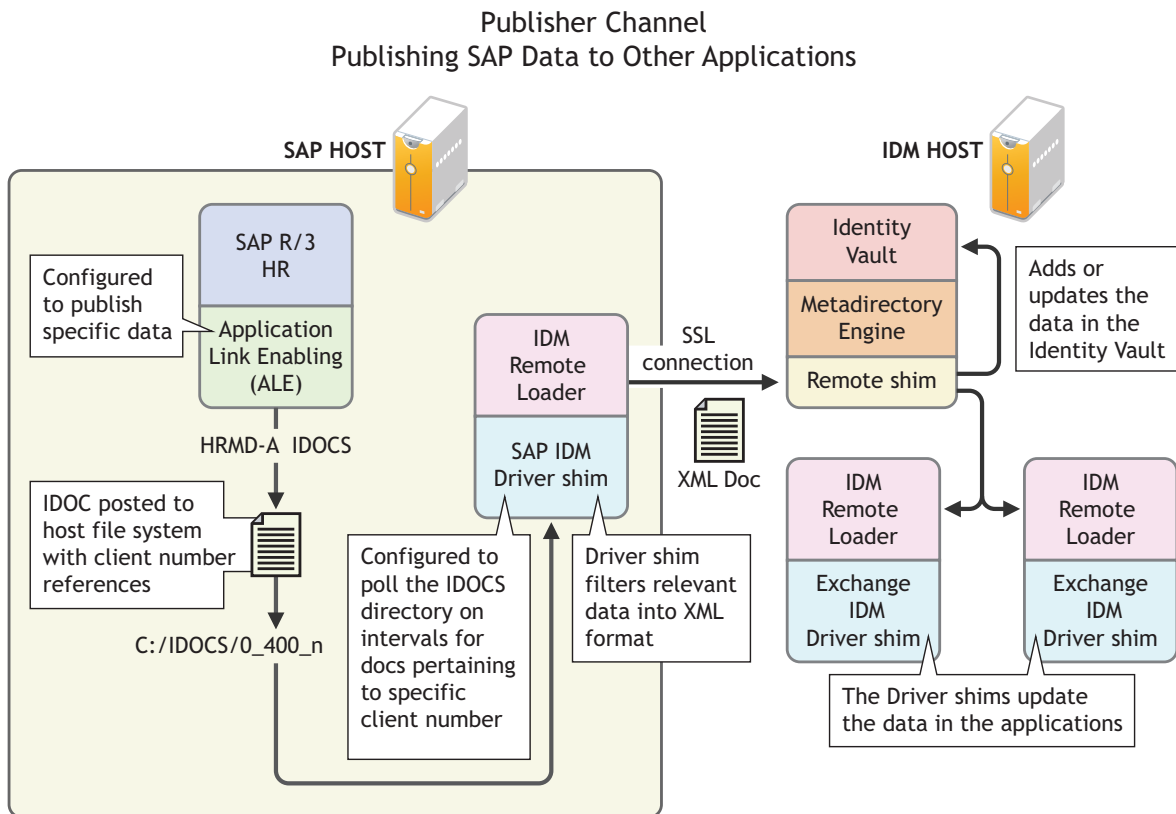 Publisher Channel
Publishing SAP Data to Other Applications
SAP HOST
IDM HOST
SAP R/3
HR
Configured
to publish
specific data
Application
Link Enabling
(ALE)
HRMD-A IDOCS
IDOC posted to
host file system
with client number
references
C:/IDOCS/0_400_n
IDM
Remote
Loader
SAP IDM
Driver shim
Configured to
poll the IDOCS
directory on
intervals for
docs pertaining
to specific
client number
Driver shim
filters relevant
data into XML
format
SSL
connection
XML Doc
Identity
Vault
Metadirectory
Engine
Remote shim
Adds or
updates the
data in the
Identity Vault
IDM
Remote
Loader
Exchange
IDM
Driver shim
IDM
Remote
Loader
Exchange
IDM
Driver shim
The Driver shims update
the data in the applications